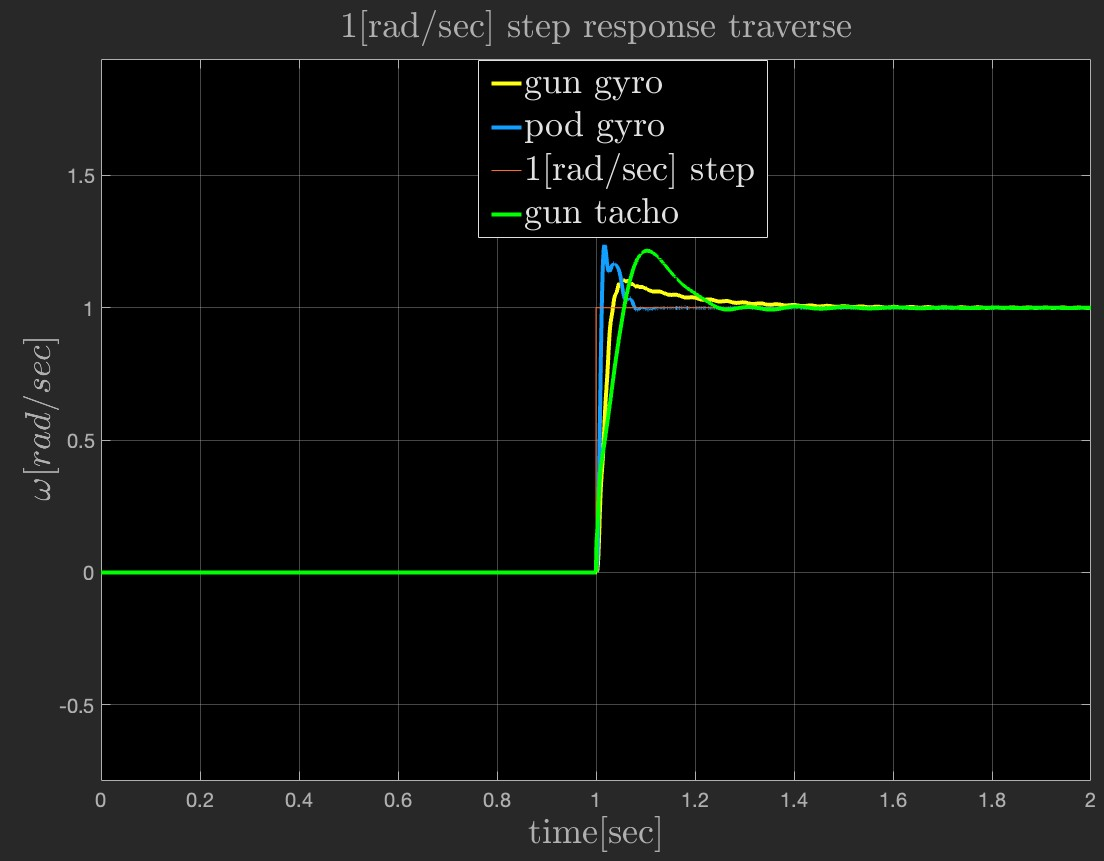 1[rad/sec] step response traverse
gun gyro
pod gyro
1[rad/sec] step
gun tacho
1.5
1
0.5
0
-0.5
ω[rad/sec]
0 0.2 0.4 0.6 0.8 1 1.2 1.4 1.6 1.8 2
time[sec]